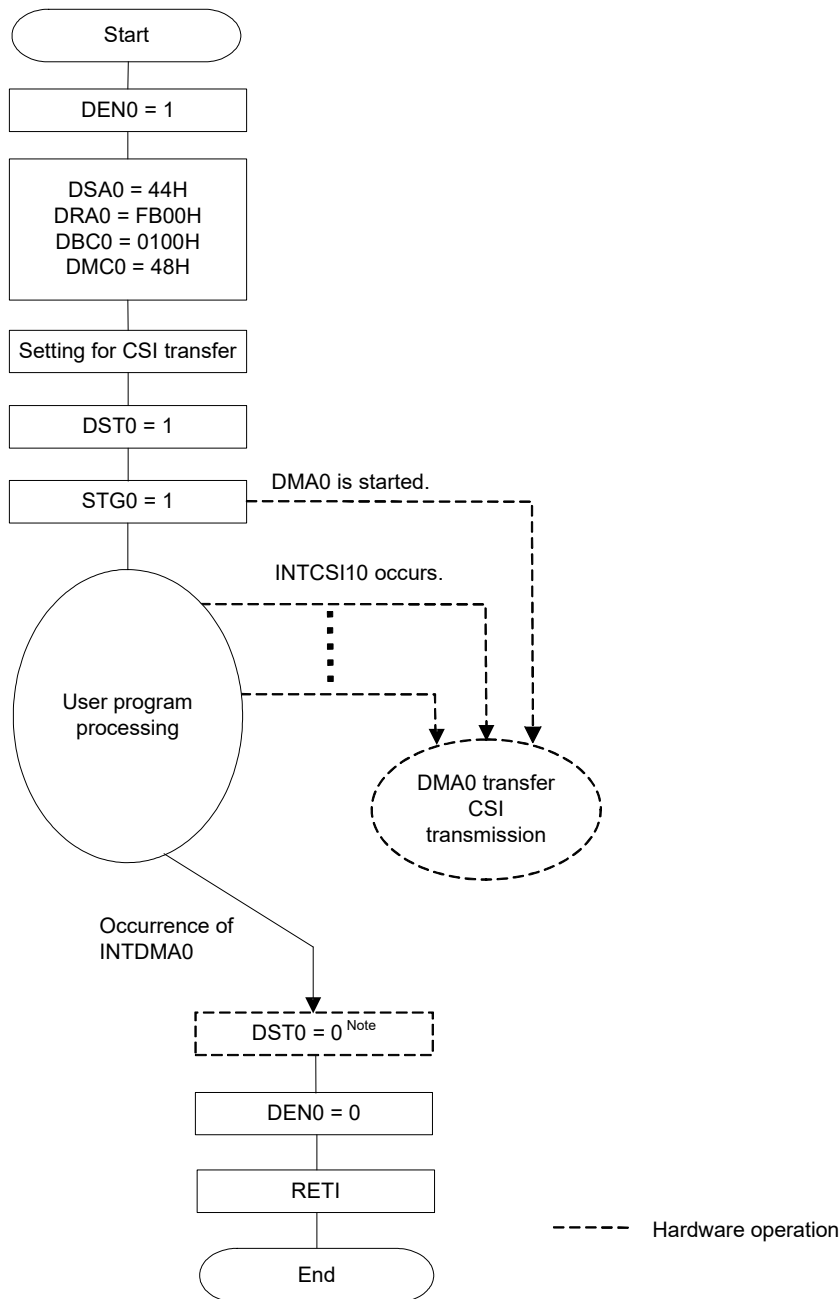 Start
DEN0 = 1
DSA0 = 44H
DRA0 = FB00H
DBC0 = 0100H
DMC0 = 48H
Setting for CSI transfer
DST0 = 1
STG0 = 1
DMA0 is started.
INTCSI10 occurs.
User program
processing
DMA0 transfer
CSI
transmission
Occurrence of
INTDMA0
DST0 = 0 Note
DEN0 = 0
RETI
Hardware operation
End